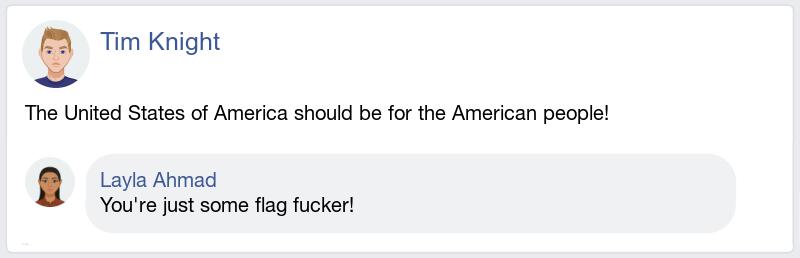 Tim Knight
The United States of America should be for the American people!
Layla Ahmad
You're just some flag fucker!